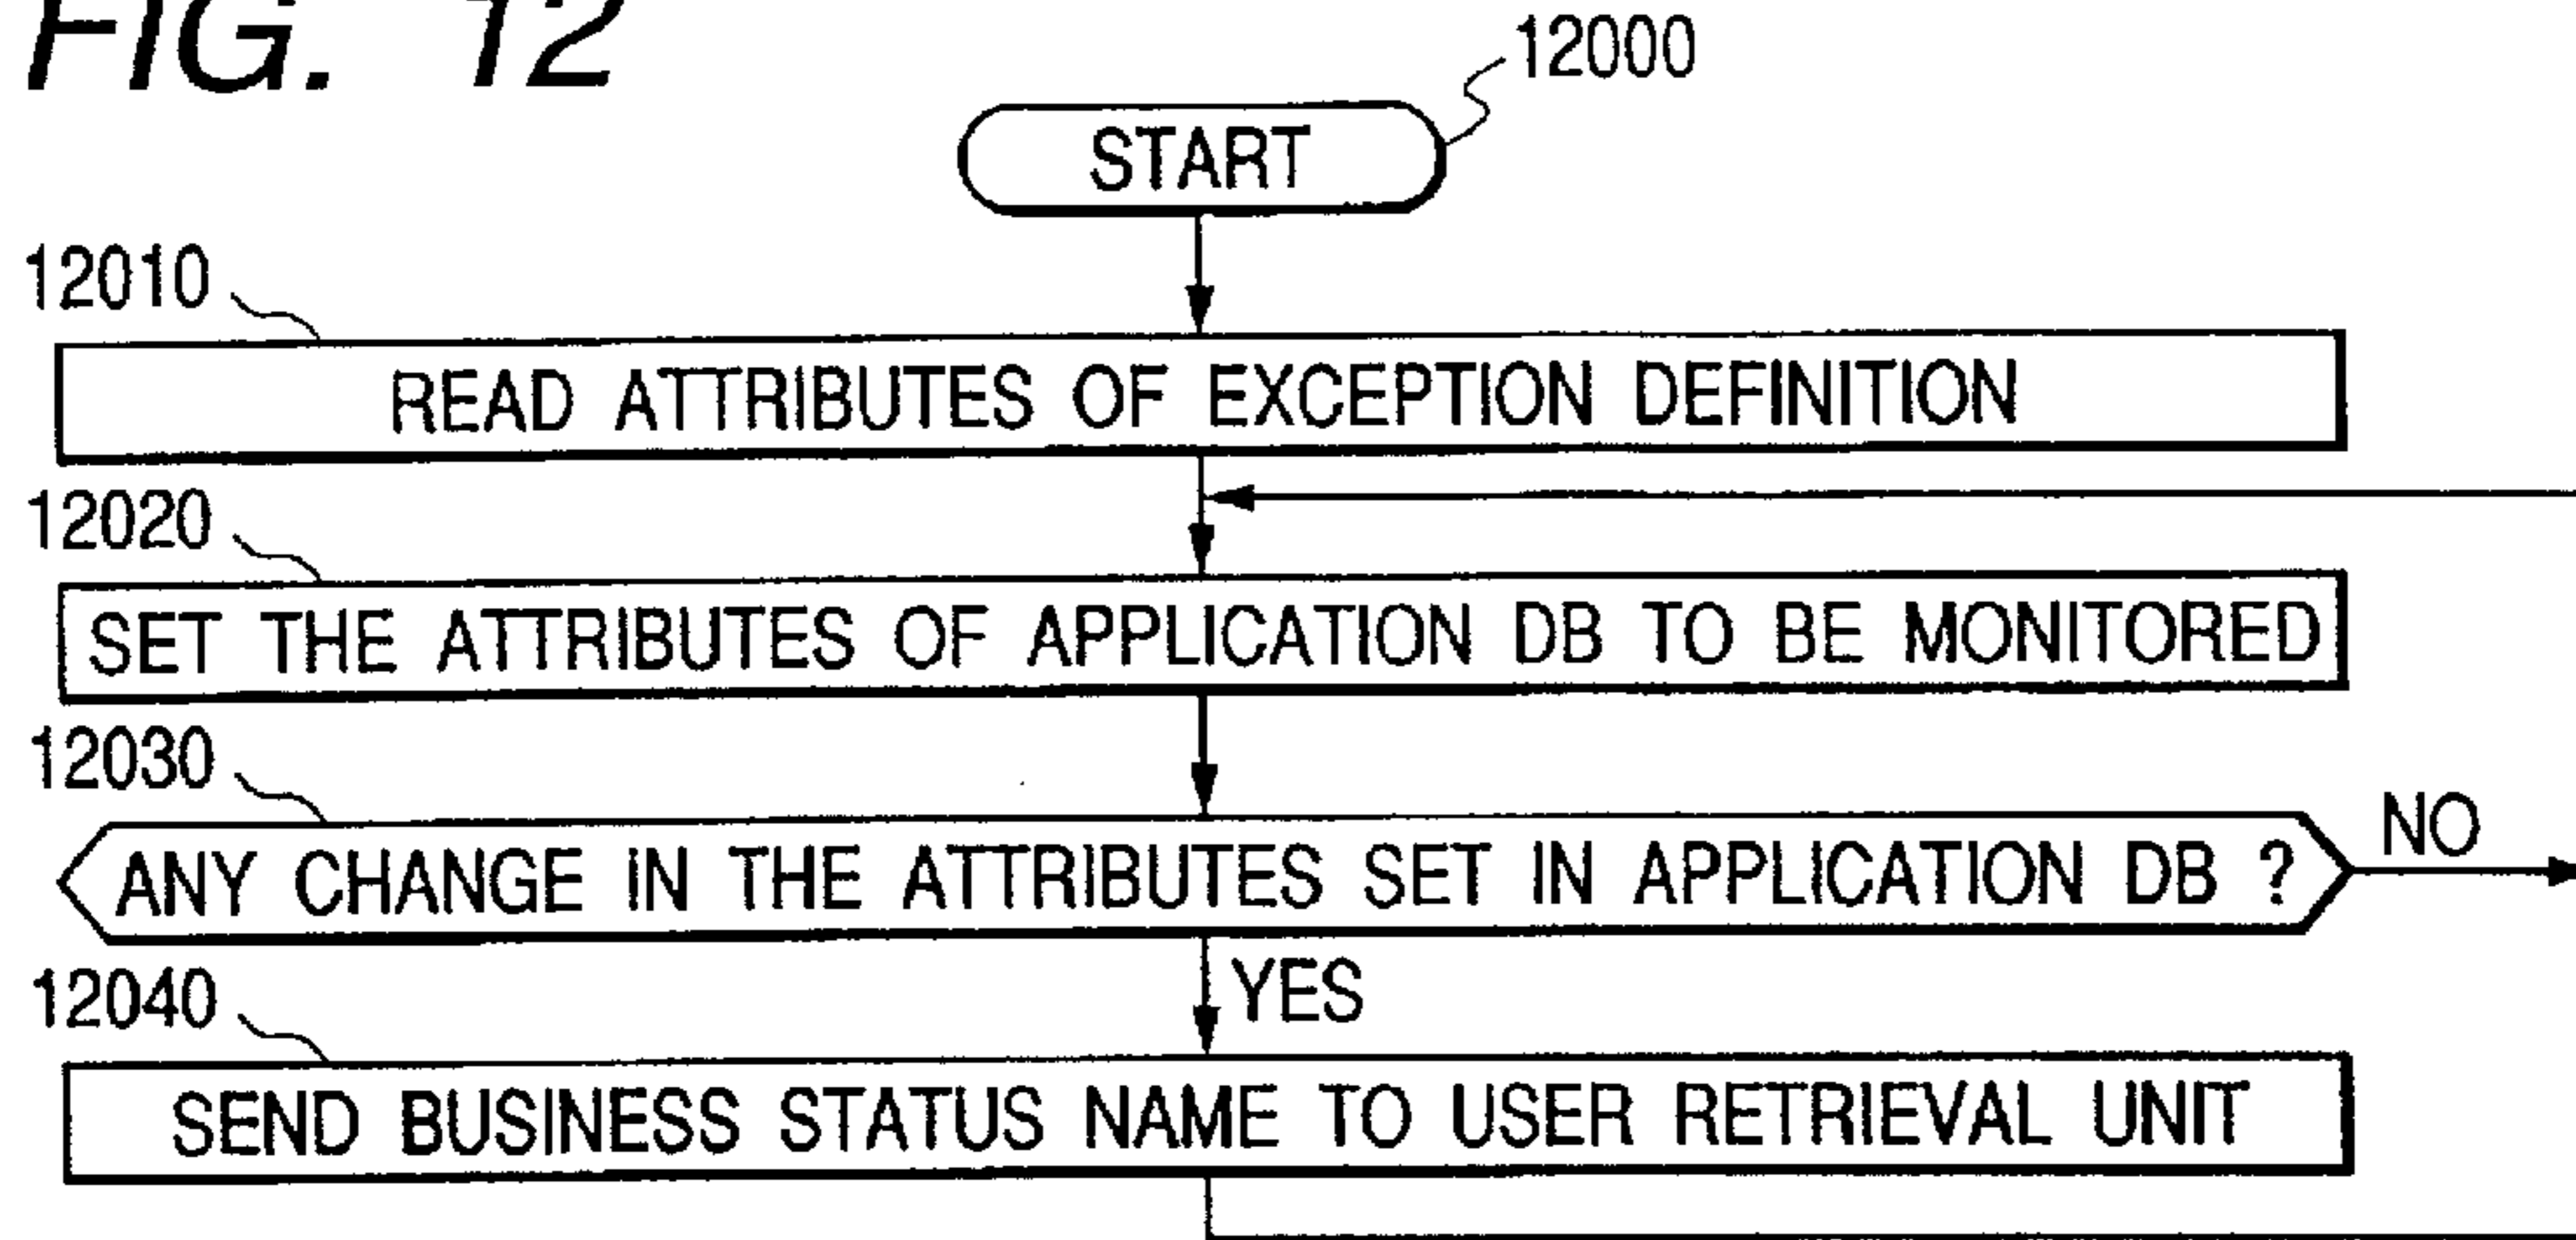 FIG. 12
12000
START
12010
READ ATTRIBUTES OF EXCEPTION DEFINITION
12020
SET THE ATTRIBUTES OF APPLICATION DB TO BE MONITORED
12030
ANY CHANGE IN THE ATTRIBUTES SET IN APPLICATION DB ?
NO
YES
12040
SEND BUSINESS STATUS NAME TO USER RETRIEVAL UNIT